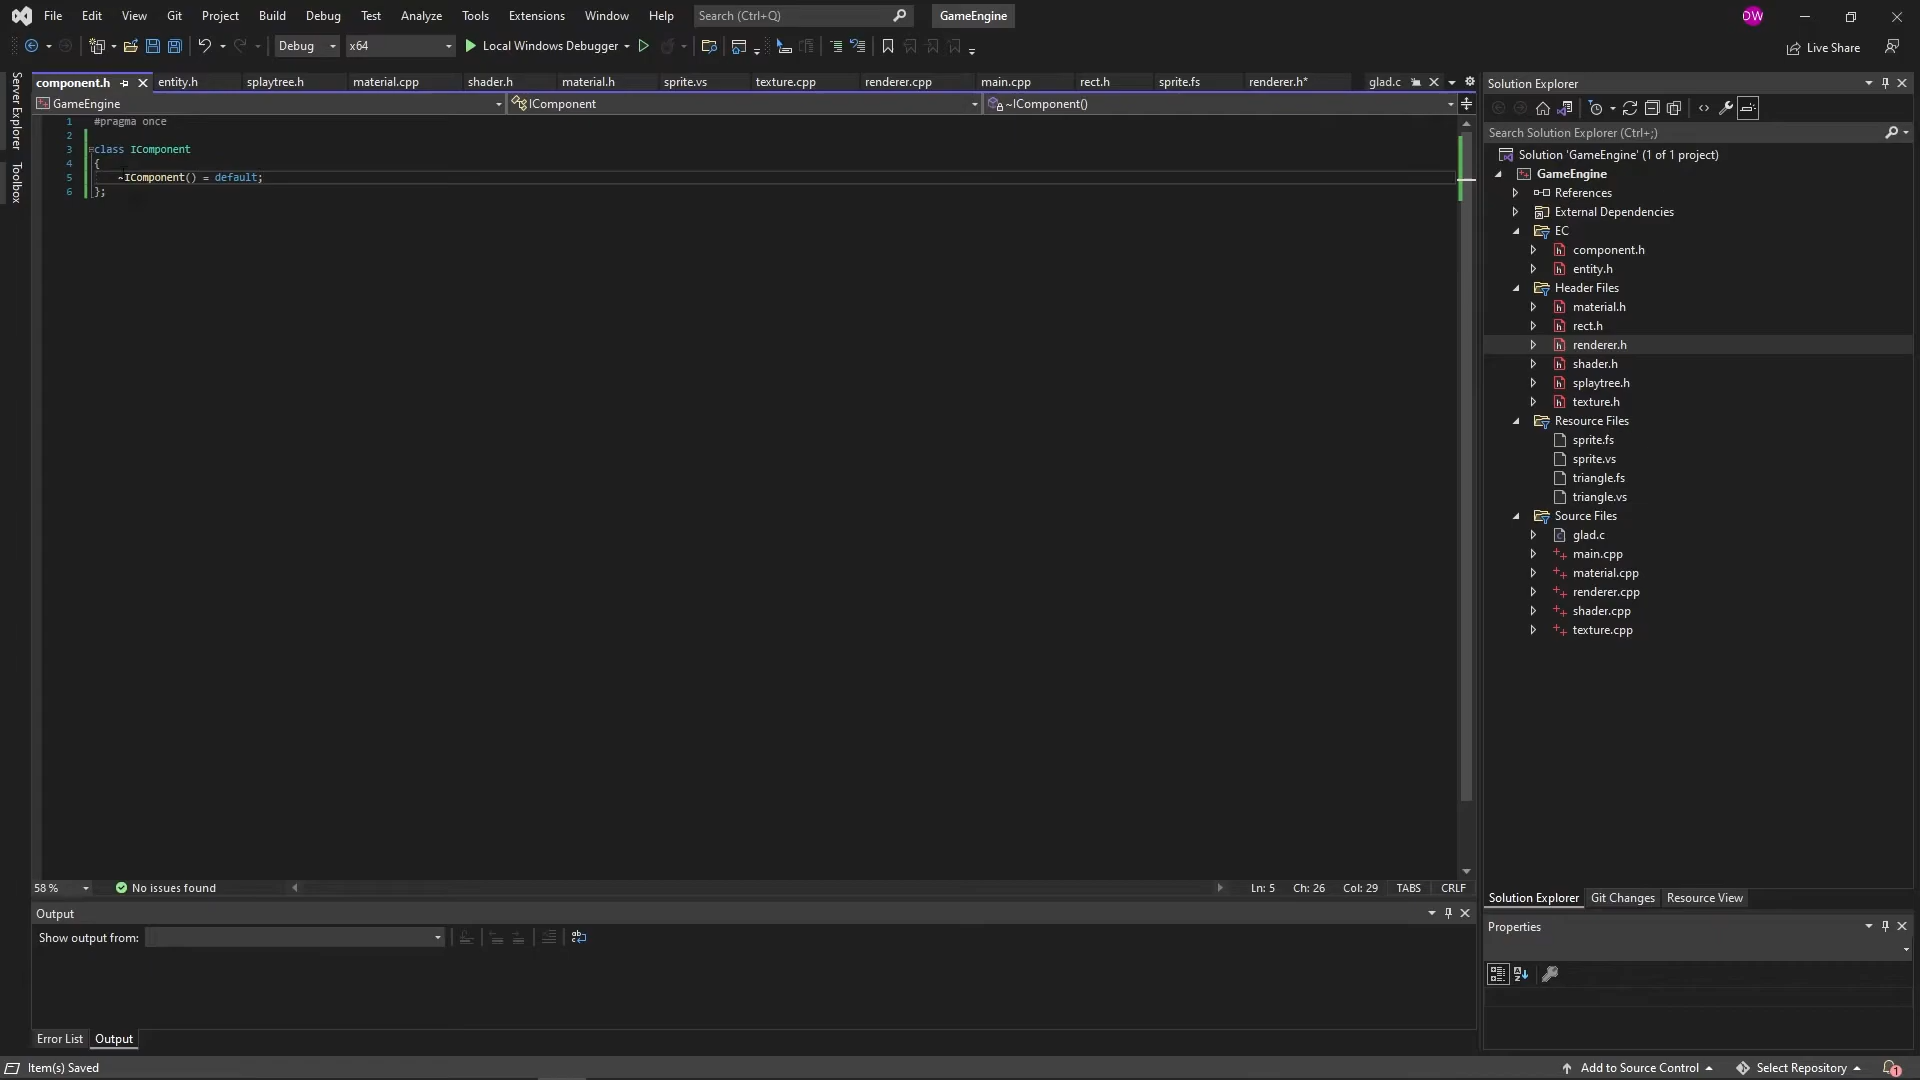 File Edit View Git Project Build Debug Test Analyze Tools Extensions Window Help Search (Ctrl+Q) GameEngine DW
Debug x64 Local Windows Debugger Live Share
Server Explorer
Toolbox
component.h entity.h splaytree.h material.cpp shader.h material.h sprite.vs texture.cpp renderer.cpp main.cpp rect.h sprite.fs renderer.h* glad.c
GameEngine IComponent ~IComponent()
1 #pragma once
2
3 class IComponent
4 {
5 ~IComponent() = default;
6 };
58 % No issues found Ln: 5 Ch: 26 Col: 29 TABS CRLF
Output
Show output from:
Error List Output
Solution Explorer
Search Solution Explorer (Ctrl+;)
Solution 'GameEngine' (1 of 1 project)
GameEngine
References
External Dependencies
EC
component.h
entity.h
Header Files
material.h
rect.h
renderer.h
shader.h
splaytree.h
texture.h
Resource Files
sprite.fs
sprite.vs
triangle.fs
triangle.vs
Source Files
glad.c
main.cpp
material.cpp
renderer.cpp
shader.cpp
texture.cpp
Solution Explorer Git Changes Resource View
Properties
Item(s) Saved Add to Source Control Select Repository 1